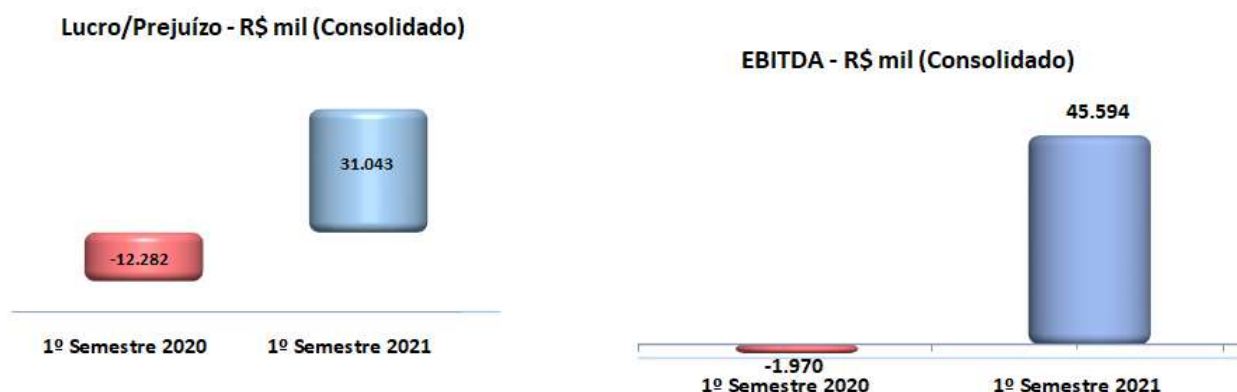 Lucro/Prejuízo - R$ mil (Consolidado)
31.043
-12.282
1º Semestre 2020 1º Semestre 2021
EBITDA - R$ mil (Consolidado)
45.594
-1.970
1º Semestre 2020 1º Semestre 2021